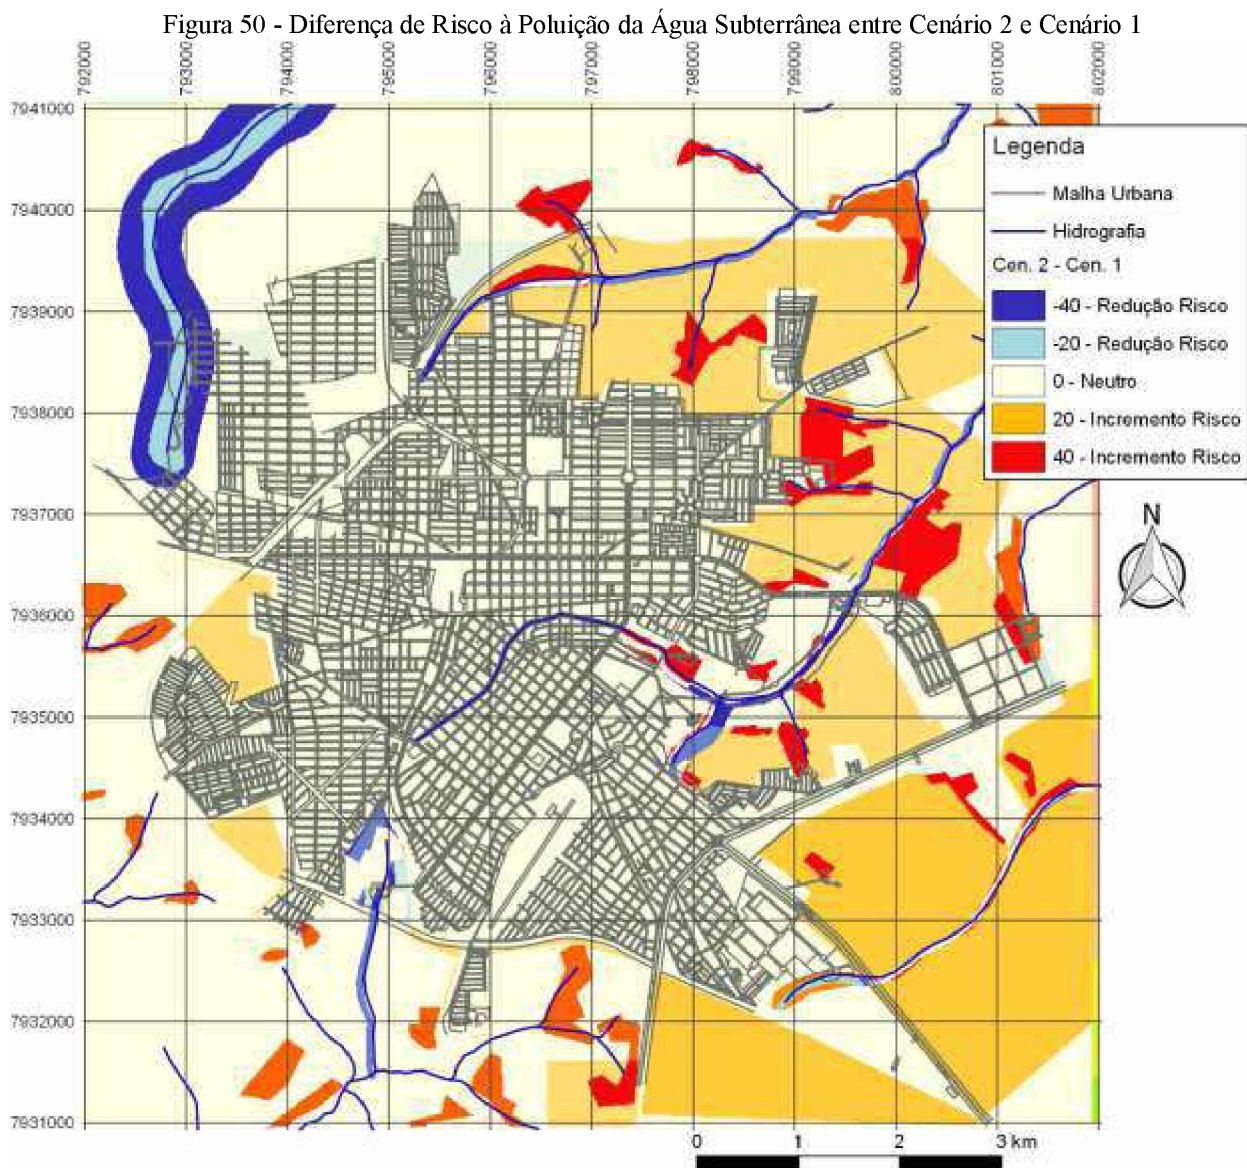 Figura 50 - Diferença de Risco à Poluição da Água Subterrânea entre Cenário 2 e Cenário 1
792000
793000
794000
795000
796000
797000
798000
799000
800000
801000
802000
7941000
7940000
7939000
7938000
7937000
7936000
7935000
7934000
7933000
7932000
7931000
Legenda
Malha Urbana
Hidrografia
Cen. 2 - Cen. 1
-40 - Redução Risco
-20 - Redução Risco
0 - Neutro
20 - Incremento Risco
40 - Incremento Risco
N
0 1 2 3 km